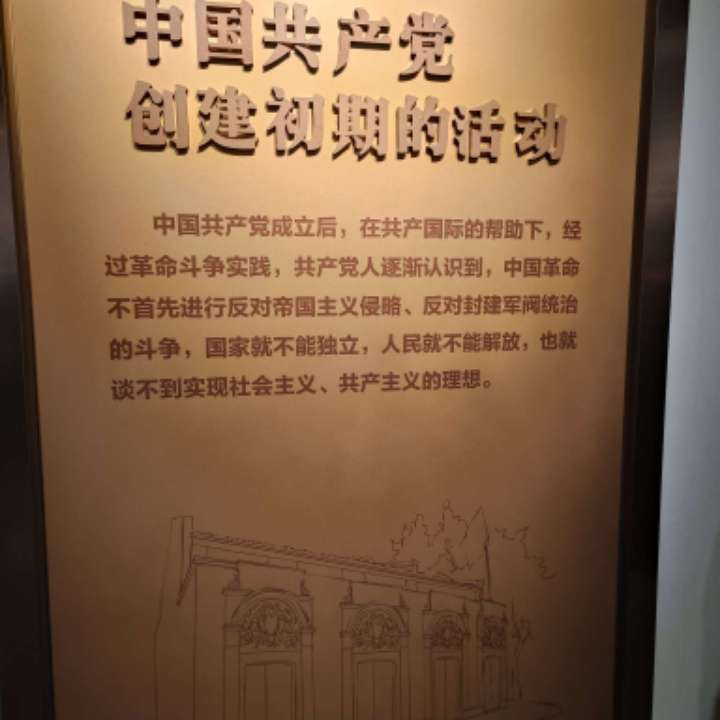 中国共产党
创建初期的活动
中国共产党成立后，在共产国际的帮助下，经
过革命斗争实践，共产党人逐渐认识到，中国革命
不首先进行反对帝国主义侵略、反对封建军阀统治
的斗争，国家就不能独立，人民就不能解放，也就
谈不到实现社会主义、共产主义的理想。